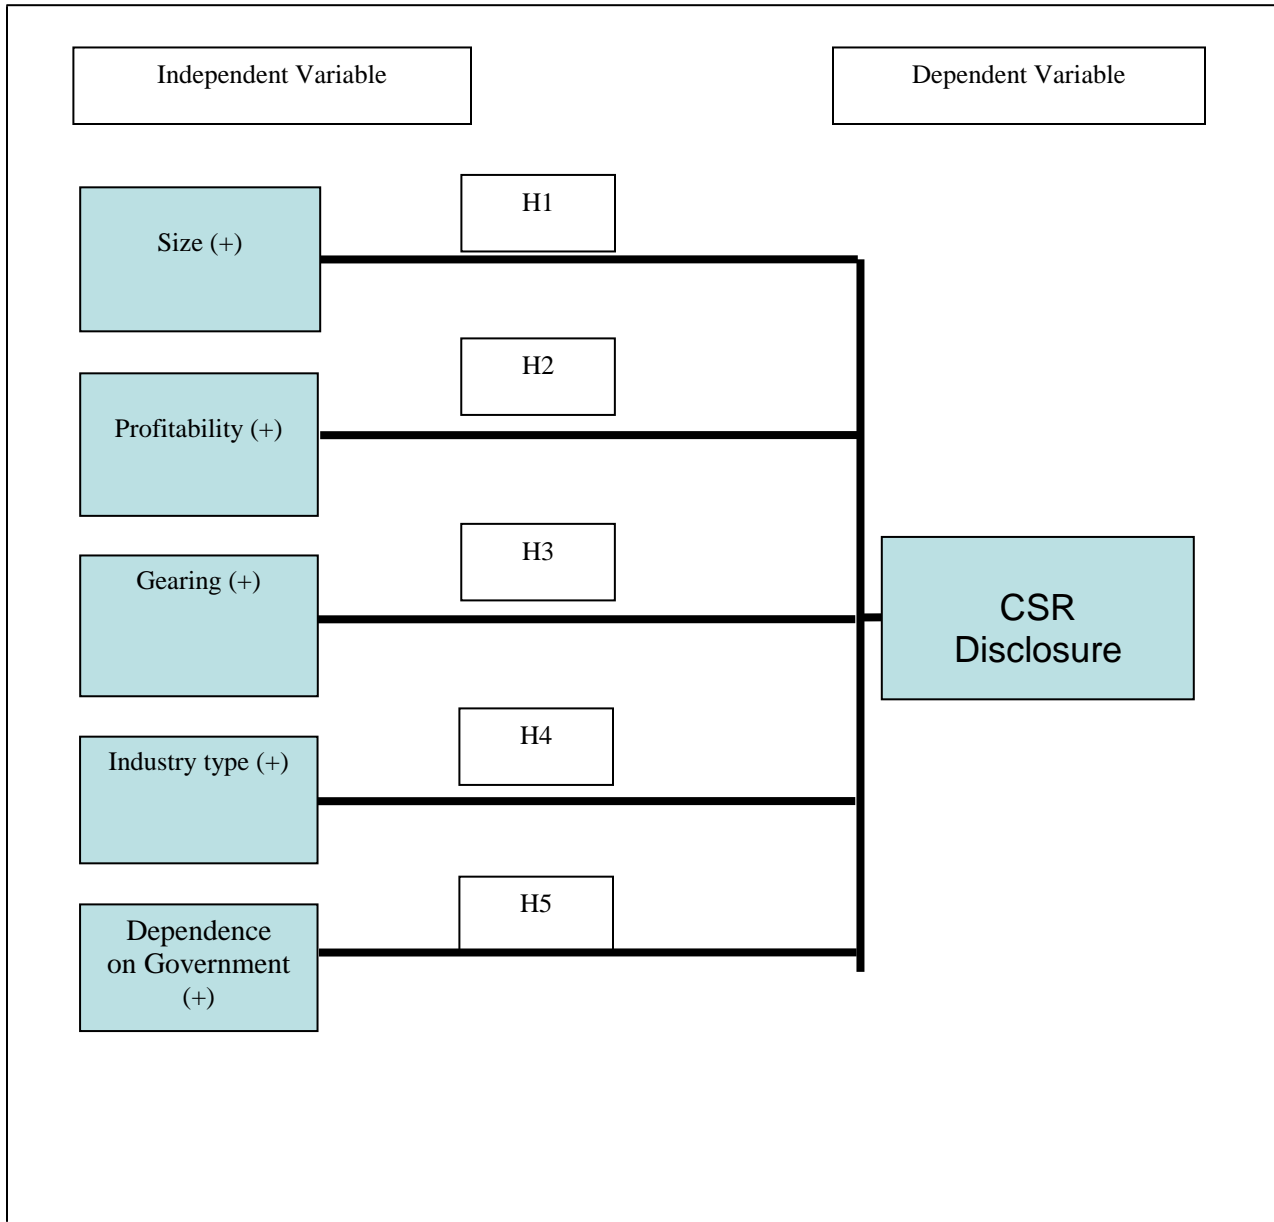 Independent Variable
Dependent Variable
H1
Size (+)
H2
Profitability (+)
H3
Gearing (+)
CSR
Disclosure
H4
Industry type (+)
H5
Dependence
on Government
(+)